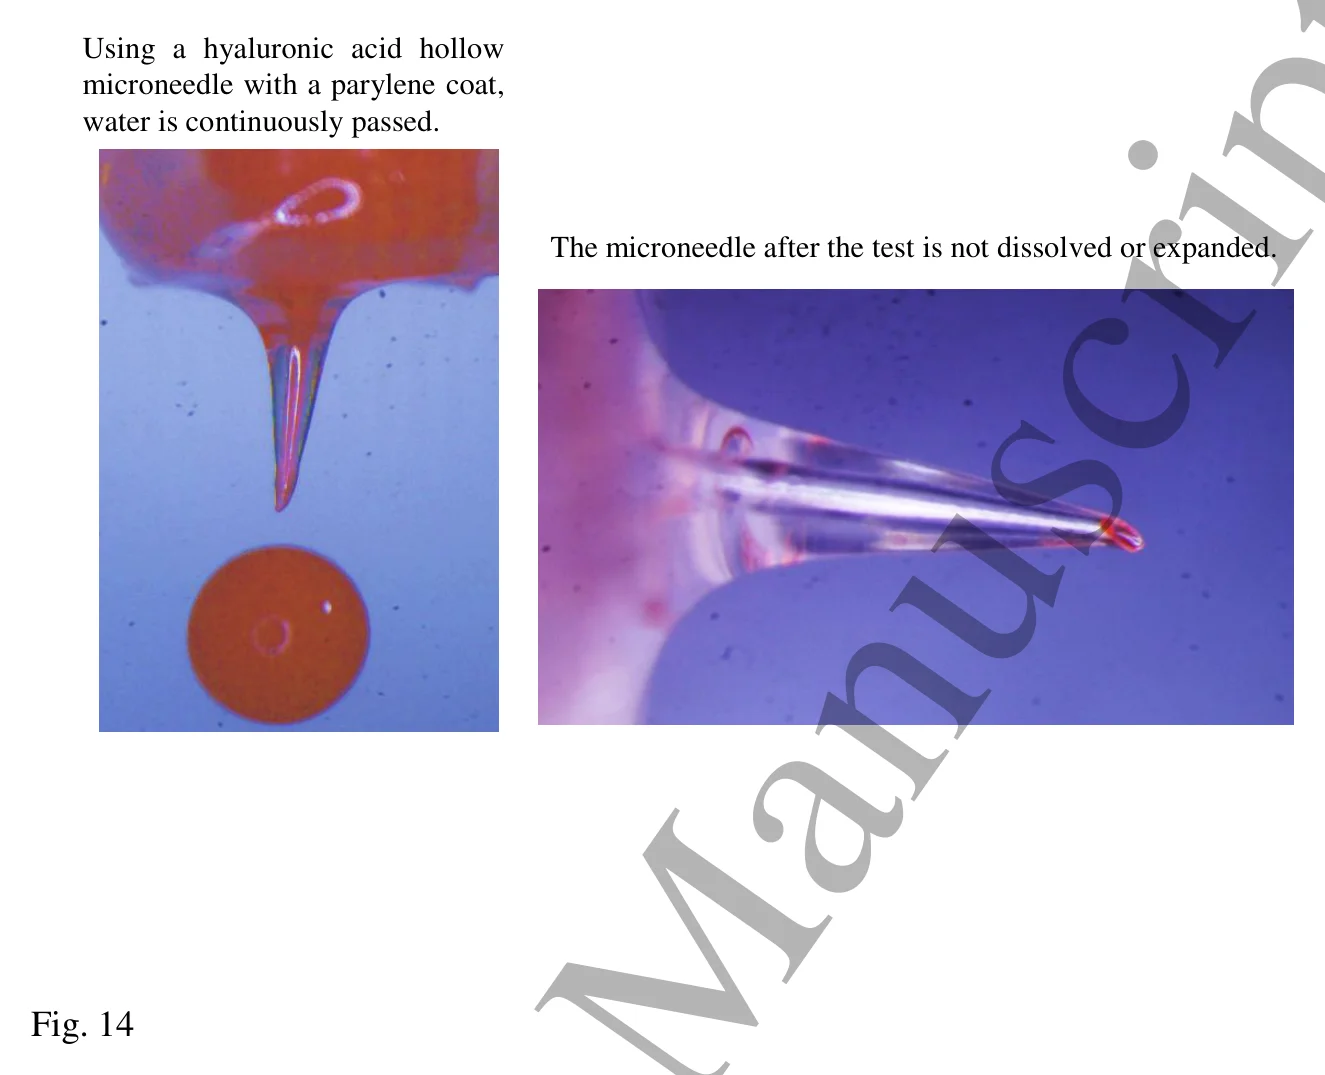 Using a hyaluronic acid hollow
microneedle with a parylene coat,
water is continuously passed.
The microneedle after the test is not dissolved or expanded.
Manuscrip
Fig. 14